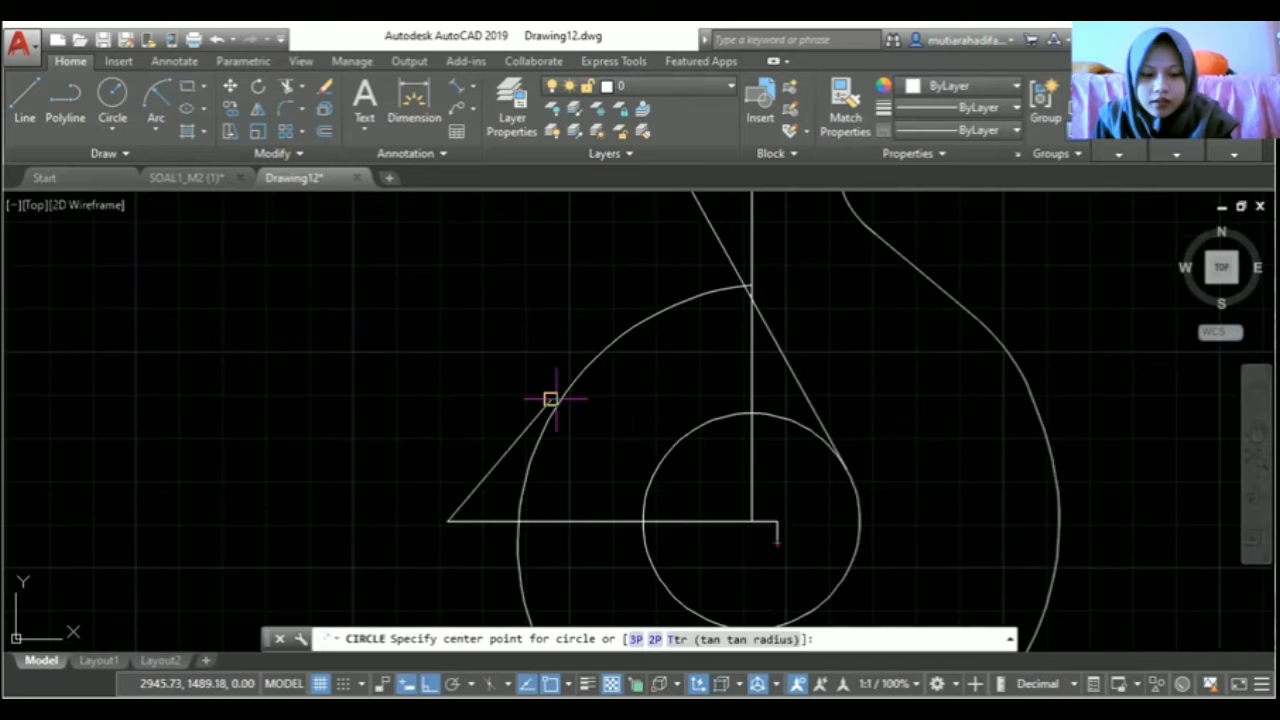 Autodesk AutoCAD 2019 Drawing12.dwg
Type a keyword or phrase
mutiarahadifa...
Home Insert Annotate Parametric View Manage Output Add-ins Collaborate Express Tools Featured Apps
0
ByLayer
Line Polyline Circle Arc
Text Dimension
Layer
Properties
Insert
Match
Properties
ByLayer
ByLayer
Group
Draw Modify Annotation Layers Block Properties Groups
Start SOAL1_M2 (1)* Drawing12*
[−][Top][2D Wireframe]
N
W TOP E
S
WCS
Y
X
CIRCLE Specify center point for circle or [3P 2P Ttr (tan tan radius)]:
Model Layout1 Layout2
2945.73, 1489.18, 0.00 MODEL 1:1 / 100% Decimal